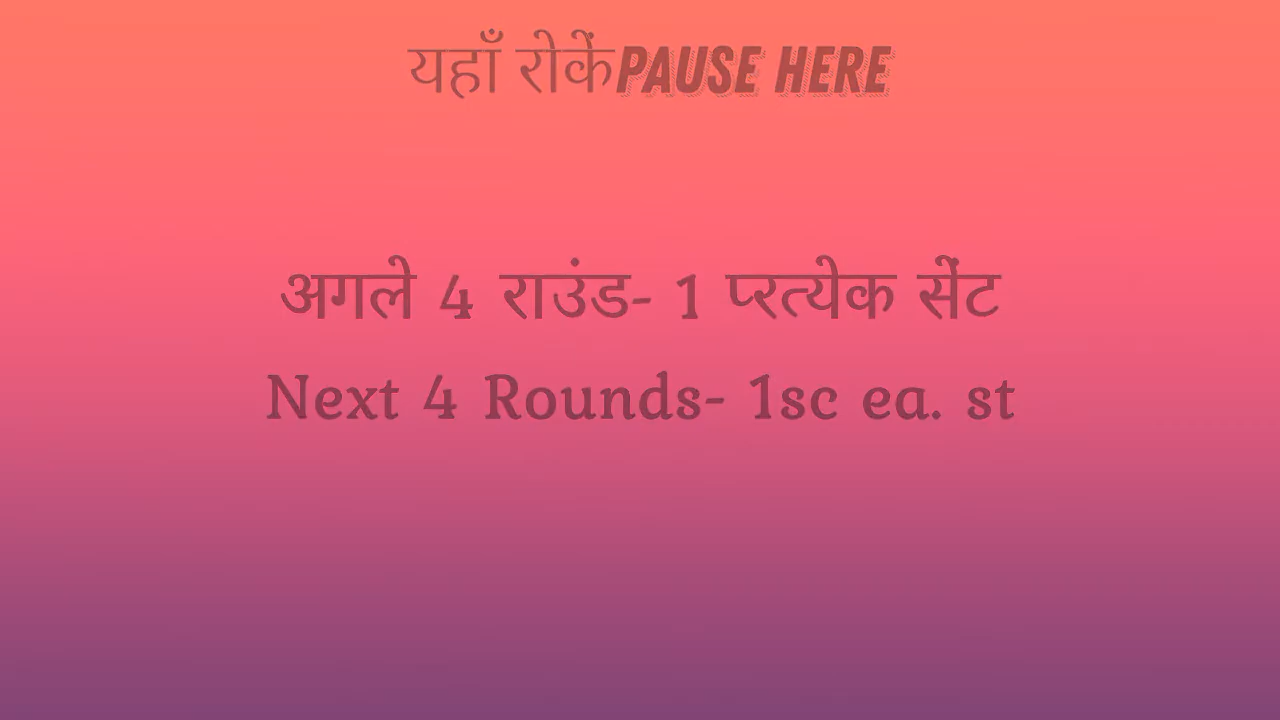 यहाँ रोकेंPAUSE HERE
अगले 4 राउंड- 1 प्रत्येक सेंट
Next 4 Rounds- 1sc ea. st